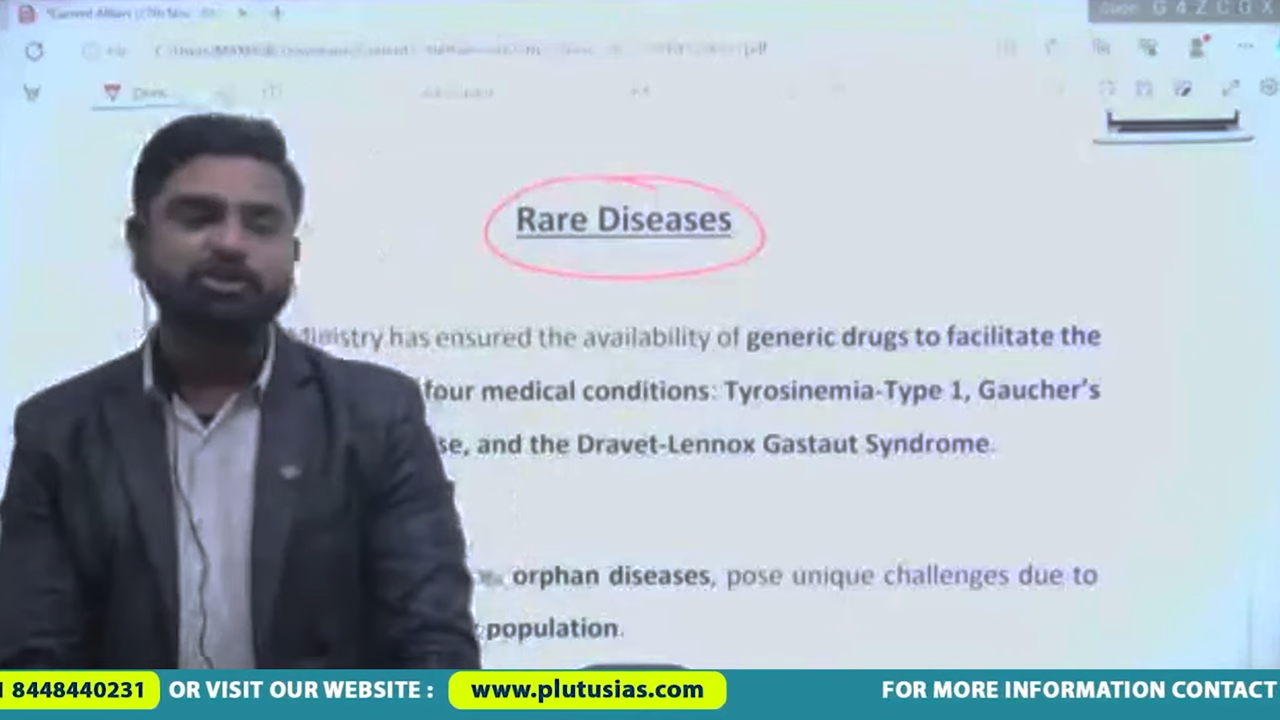 Rare Diseases
Ministry has ensured the availability of generic drugs to facilitate the
four medical conditions: Tyrosinemia-Type 1, Gaucher's
se, and the Dravet-Lennox Gastaut Syndrome.
orphan diseases, pose unique challenges due to
population.
8448440231 OR VISIT OUR WEBSITE : www.plutusias.com FOR MORE INFORMATION CONTACT